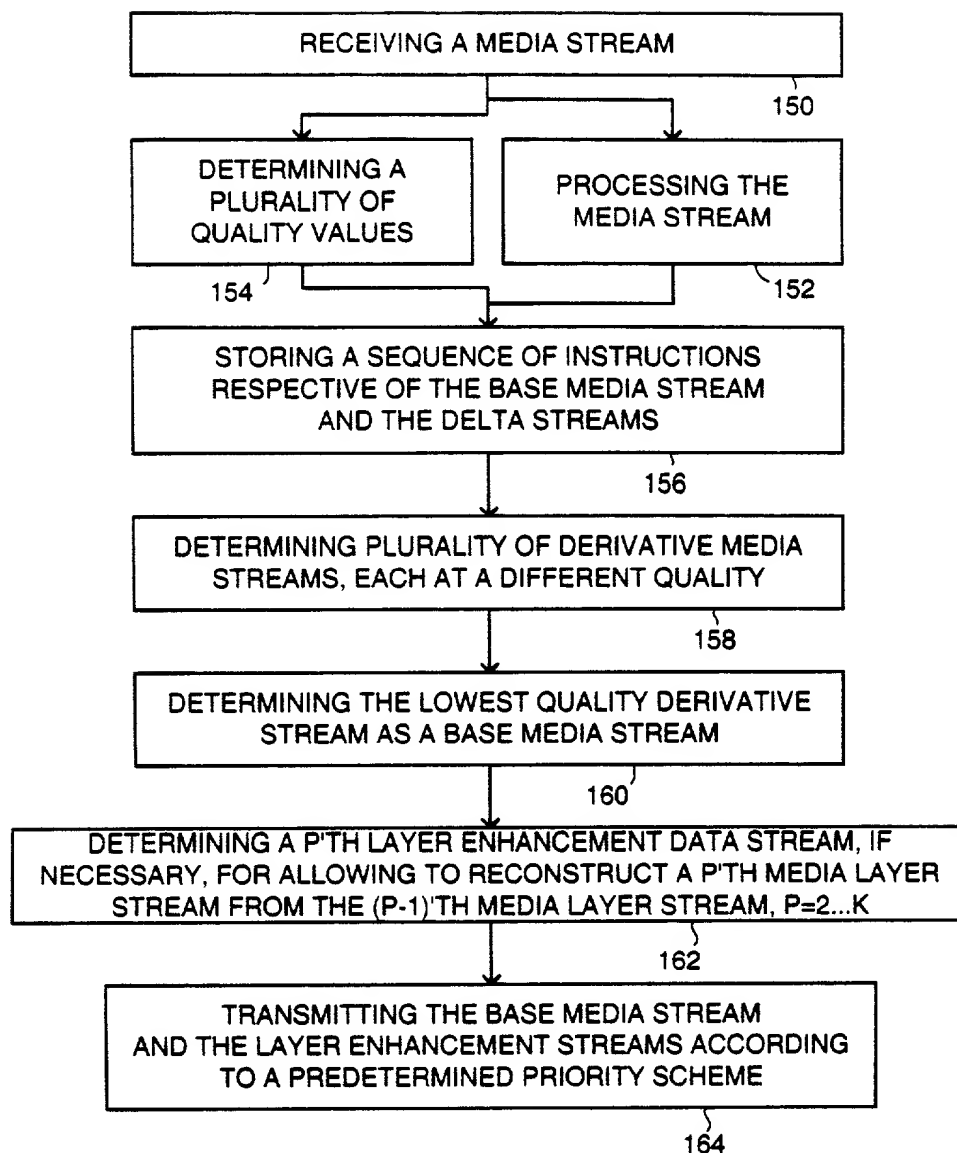 RECEIVING A MEDIA STREAM
150
DETERMINING A
PLURALITY OF
QUALITY VALUES
154
PROCESSING THE
MEDIA STREAM
152
STORING A SEQUENCE OF INSTRUCTIONS
RESPECTIVE OF THE BASE MEDIA STREAM
AND THE DELTA STREAMS
156
DETERMINING PLURALITY OF DERIVATIVE MEDIA
STREAMS, EACH AT A DIFFERENT QUALITY
158
DETERMINING THE LOWEST QUALITY DERIVATIVE
STREAM AS A BASE MEDIA STREAM
160
DETERMINING A P'TH LAYER ENHANCEMENT DATA STREAM, IF
NECESSARY, FOR ALLOWING TO RECONSTRUCT A P'TH MEDIA LAYER
STREAM FROM THE (P-1)'TH MEDIA LAYER STREAM, P=2...K
162
TRANSMITTING THE BASE MEDIA STREAM
AND THE LAYER ENHANCEMENT STREAMS ACCORDING
TO A PREDETERMINED PRIORITY SCHEME
164